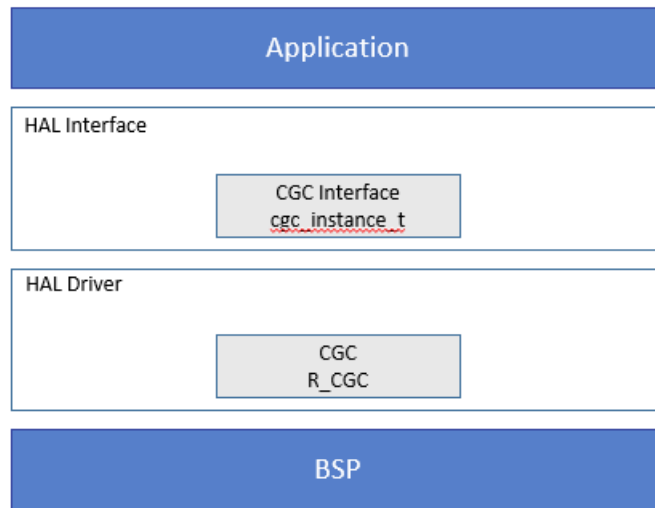 Application
HAL Interface
CGC Interface
cgc_instance_t
HAL Driver
CGC
R_CGC
BSP